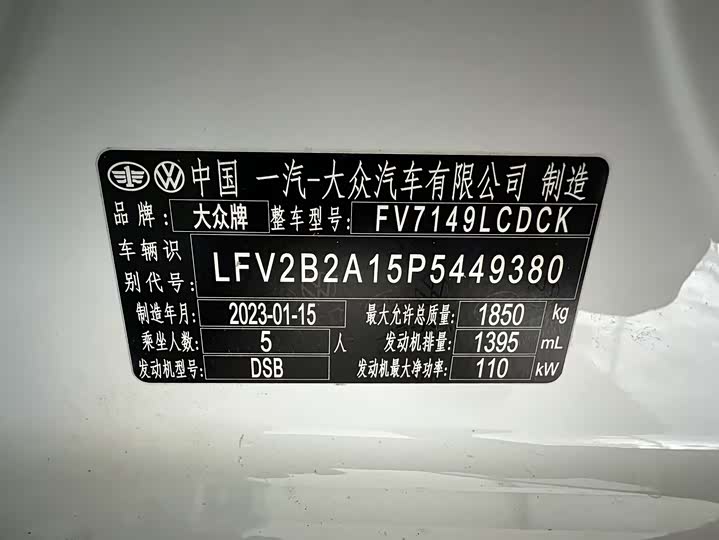 中国 一汽-大众汽车有限公司 制造
品牌: 大众牌 整车型号: FV7149LCDCK
车辆识别代号: LFV2B2A15P5449380
制造年月: 2023-01-15 最大允许总质量: 1850 kg
乘坐人数: 5 人 发动机排量: 1395 mL
发动机型号: DSB 发动机最大净功率: 110 kW